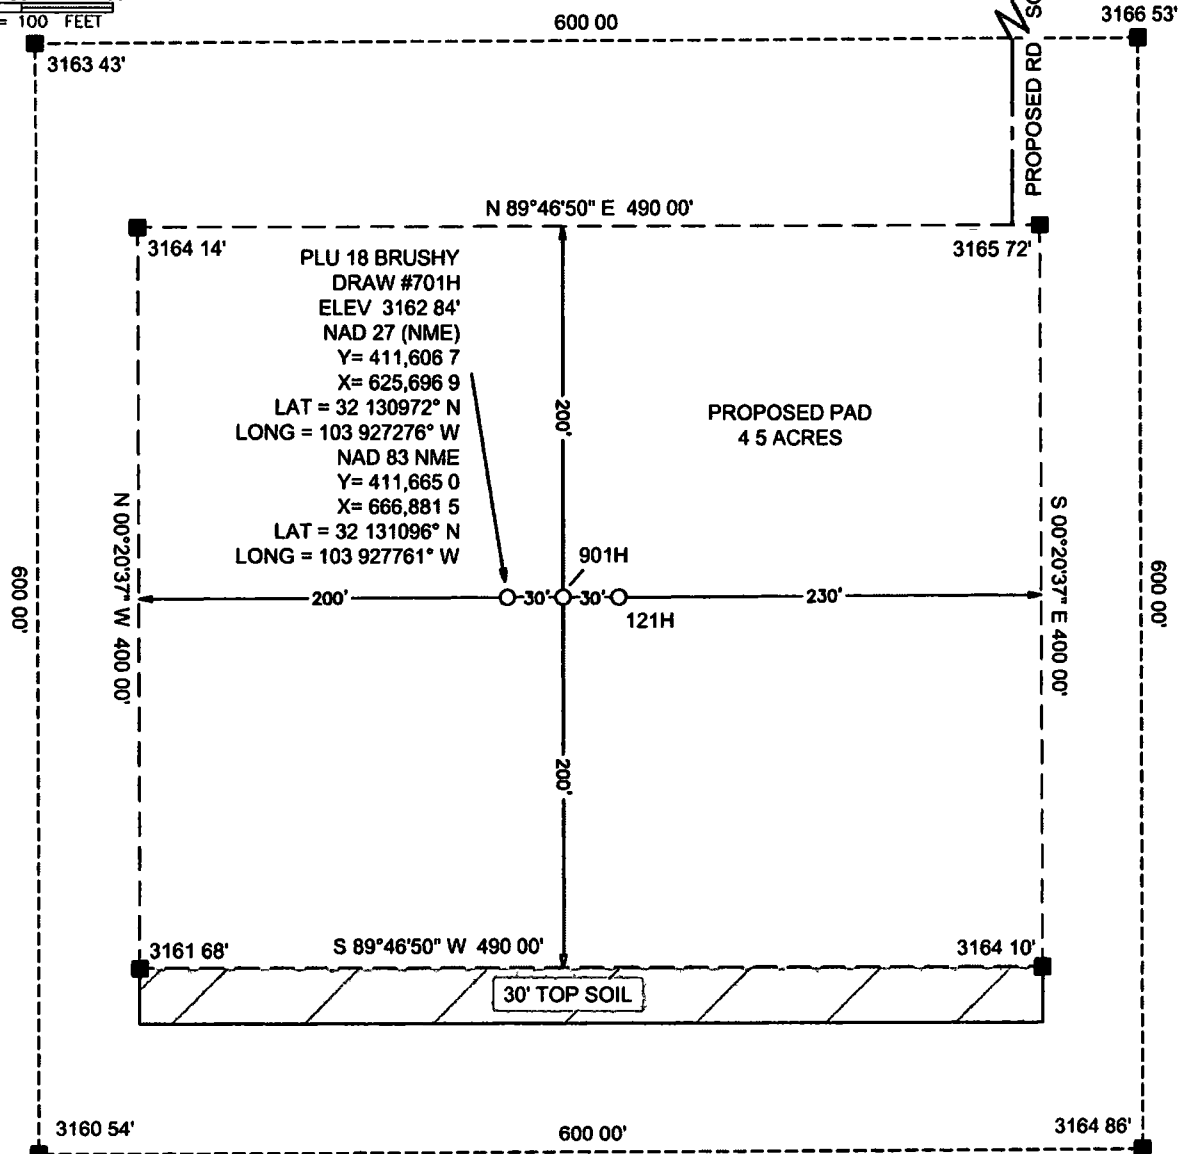 = 100 FEET
600 00
3166 53'
3163 43'
PROPOSED RD
N 89°46'50" E 490 00'
3164 14'
3165 72'
PLU 18 BRUSHY
DRAW #701H
ELEV 3162 84'
NAD 27 (NME)
Y= 411,606 7
X= 625,696 9
LAT = 32 130972° N
LONG = 103 927276° W
NAD 83 NME
Y= 411,665 0
X= 666,881 5
LAT = 32 131096° N
LONG = 103 927761° W
200'
PROPOSED PAD
4 5 ACRES
N 00°20'37" W 400 00'
S 00°20'37" E 400 00'
600 00'
600 00'
901H
200'
30'
30'
230'
121H
200'
3161 68'
S 89°46'50" W 490 00'
3164 10'
30' TOP SOIL
3160 54'
600 00'
3164 86'